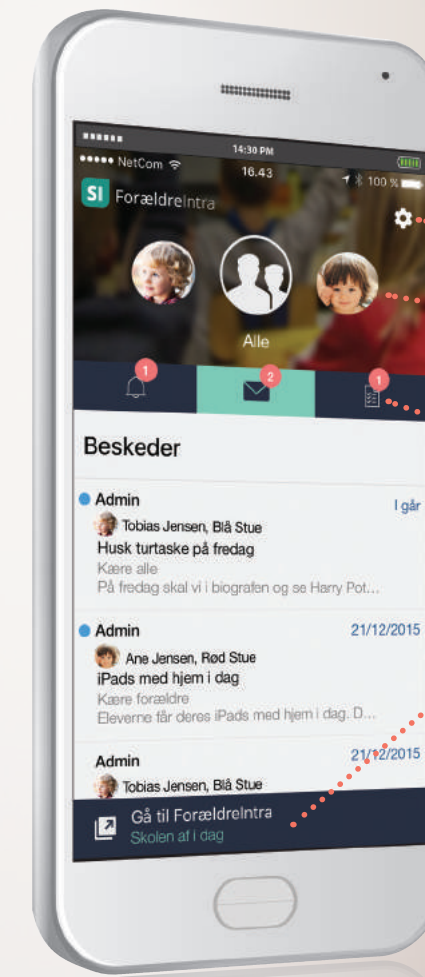 14:30 PM
NetCom
16.43
100 %
SI ForældreIntra
Alle
1
2
1
Beskeder
Admin
I går
Tobias Jensen, Blå Stue
Husk turtaske på fredag
Kære alle
På fredag skal vi i biografen og se Harry Pot...
Admin
21/12/2015
Ane Jensen, Rød Stue
iPads med hjem i dag
Kære forældre
Eleverne får deres iPads med hjem i dag. D...
Admin
21/12/2015
Tobias Jensen, Blå Stue
Gå til ForældreIntra
Skolen af i dag